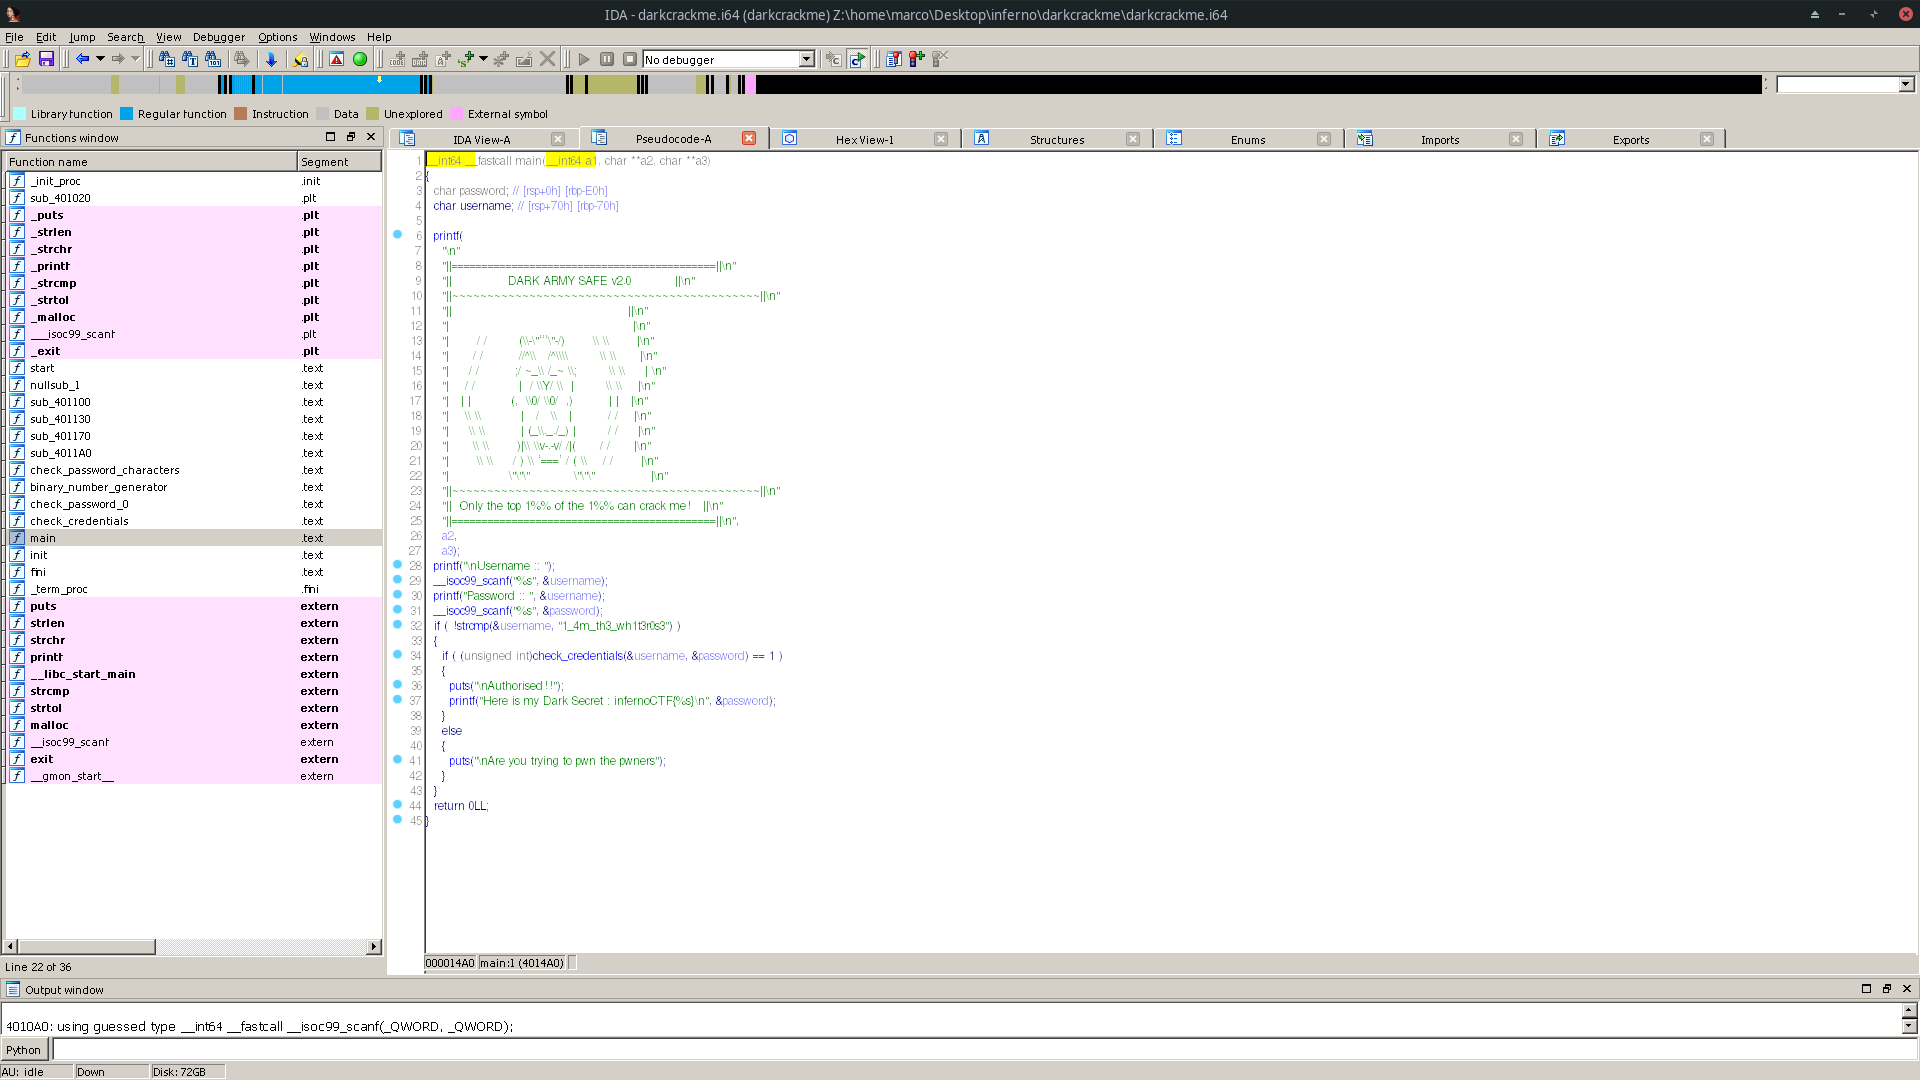 IDA - darkcrackme.i64 (darkcrackme) Z:\home\marco\Desktop\inferno\darkcrackme\darkcrackme.i64
File Edit Jump Search View Debugger Options Windows Help
No debugger
Library function Regular function Instruction Data Unexplored External symbol
Functions window
Function name Segment
_init_proc .init
sub_401020 .plt
_puts .plt
_strlen .plt
_strchr .plt
_printf .plt
_strcmp .plt
_strtol .plt
_malloc .plt
___isoc99_scanf .plt
_exit .plt
start .text
nullsub_1 .text
sub_401100 .text
sub_401130 .text
sub_401170 .text
sub_4011A0 .text
check_password_characters .text
binary_number_generator .text
check_password_0 .text
check_credentials .text
main .text
init .text
fini .text
_term_proc .fini
puts extern
strlen extern
strchr extern
printf extern
__libc_start_main extern
strcmp extern
strtol extern
malloc extern
__isoc99_scanf extern
exit extern
__gmon_start__ extern
Line 22 of 36
IDA View-A Pseudocode-A Hex View-1 Structures Enums Imports Exports
1 __int64 __fastcall main(__int64 a1, char **a2, char **a3)
2 {
3 char password; // [rsp+0h] [rbp-E0h]
4 char username; // [rsp+70h] [rbp-70h]
5
6 printf(
7 "\n"
8 "||============================================||\n"
9 "|| DARK ARMY SAFE v2.0 ||\n"
10 "||~~~~~~~~~~~~~~~~~~~~~~~~~~~~~~~~~~~~~~~~~~~~||\n"
11 "|| ||\n"
12 "| |\n"
13 "| / / (\\-\"```\"-/) \\ \\ |\n"
14 "| / / //^\\ /^\\\\ \\ \\ |\n"
15 "| / / ;/ ~_\\ /_~ \\; \\ \\ | \n"
16 "| / / | / \\Y/ \\ | \\ \\ |\n"
17 "| | | (, \\0/ \\0/ ,) | | |\n"
18 "| \\ \\ | / \\ | / / |\n"
19 "| \\ \\ | (_\\._./_) | / / |\n"
20 "| \\ \\ )|\\ \\v-.-v/ /|( / / |\n"
21 "| \\ \\ / ) \\ `===' / ( \\ / / |\n"
22 "| \"\"\" \"\"\" |\n"
23 "||~~~~~~~~~~~~~~~~~~~~~~~~~~~~~~~~~~~~~~~~~~~~||\n"
24 "|| Only the top 1%% of the 1%% can crack me ! ||\n"
25 "||============================================||\n",
26 a2,
27 a3);
28 printf("\nUsername :: ");
29 __isoc99_scanf("%s", &username);
30 printf("Password :: ", &username);
31 __isoc99_scanf("%s", &password);
32 if ( !strcmp(&username, "1_4m_th3_wh1t3r0s3") )
33 {
34 if ( (unsigned int)check_credentials(&username, &password) == 1 )
35 {
36 puts("\nAuthorised !!");
37 printf("Here is my Dark Secret : infernoCTF{%s}\n", &password);
38 }
39 else
40 {
41 puts("\nAre you trying to pwn the pwners");
42 }
43 }
44 return 0LL;
45 }
000014A0 main:1 (4014A0)
Output window
4010A0: using guessed type __int64 __fastcall __isoc99_scanf(_QWORD, _QWORD);
Python
AU: idle Down Disk: 72GB